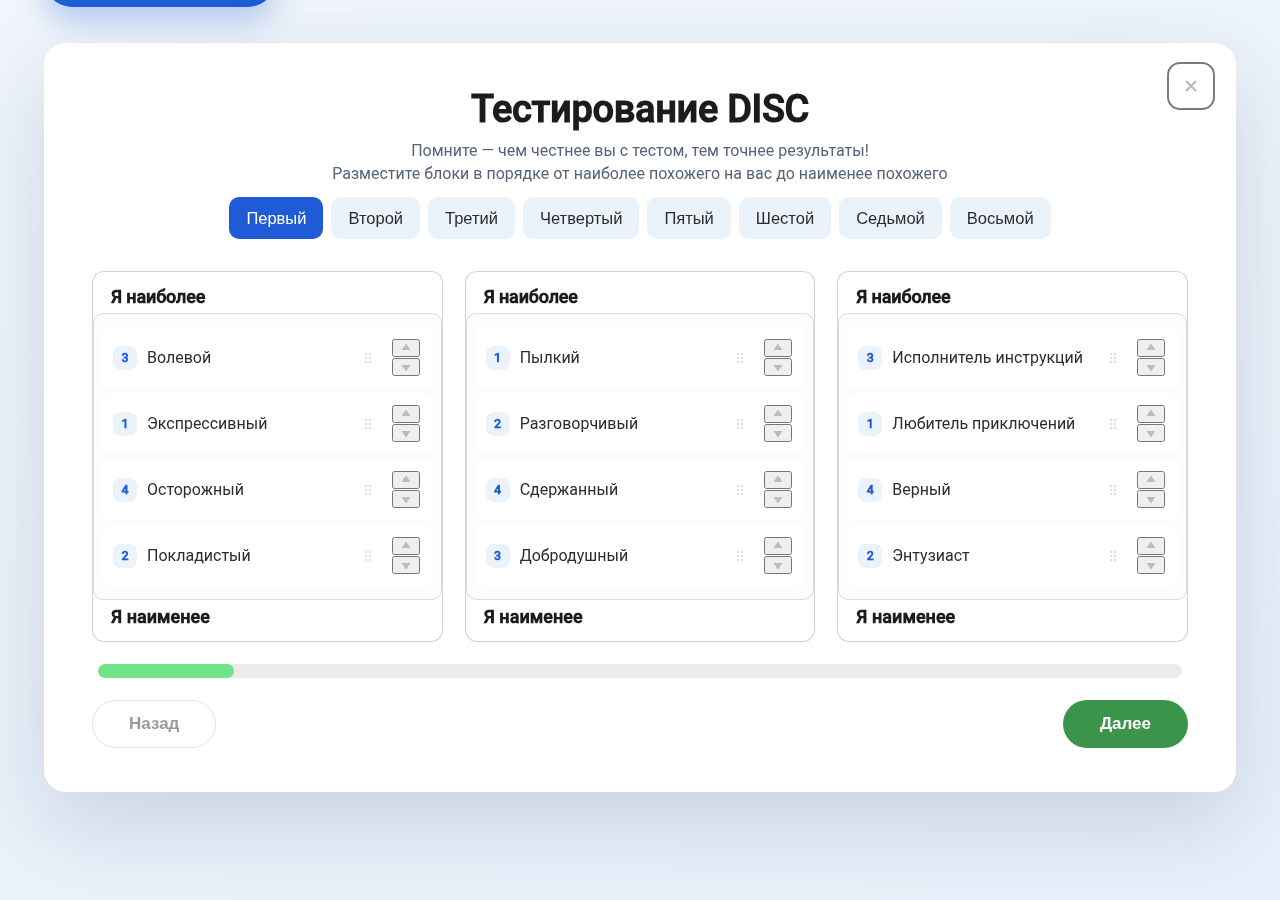 Тестирование DISC
Помните — чем честнее вы с тестом, тем точнее результаты!
Разместите блоки в порядке от наиболее похожего на вас до наименее похожего
Первый
Второй
Третий
Четвертый
Пятый
Шестой
Седьмой
Восьмой
Я наиболее
3 Волевой
1 Экспрессивный
4 Осторожный
2 Покладистый
Я наименее
Я наиболее
1 Пылкий
2 Разговорчивый
4 Сдержанный
3 Добродушный
Я наименее
Я наиболее
3 Исполнитель инструкций
1 Любитель приключений
4 Верный
2 Энтузиаст
Я наименее
Назад
Далее